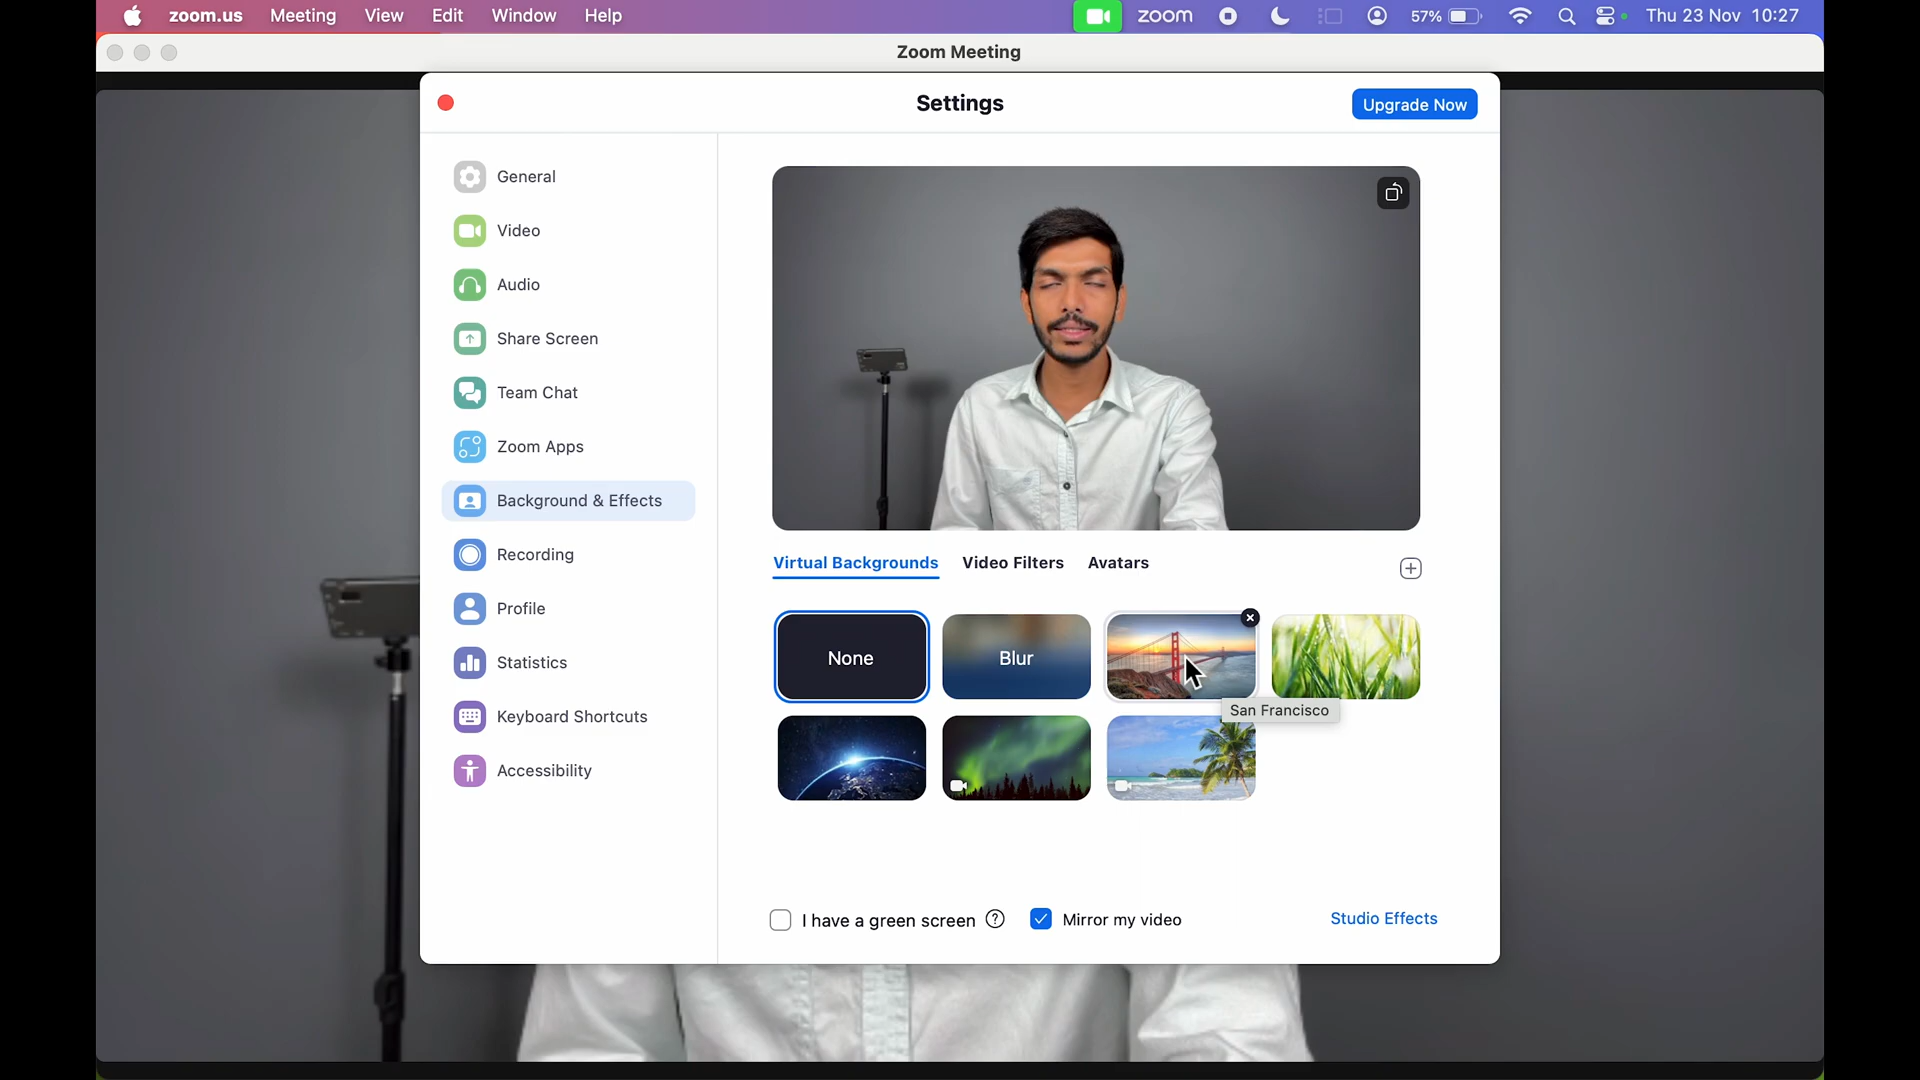 zoom.us Meeting View Edit Window Help zoom 57% Thu 23 Nov 10:27
Zoom Meeting
Settings
Upgrade Now
General
Video
Audio
Share Screen
Team Chat
Zoom Apps
Background & Effects
Recording
Profile
Statistics
Keyboard Shortcuts
Accessibility
Virtual Backgrounds Video Filters Avatars
None
Blur
San Francisco
I have a green screen
Mirror my video
Studio Effects